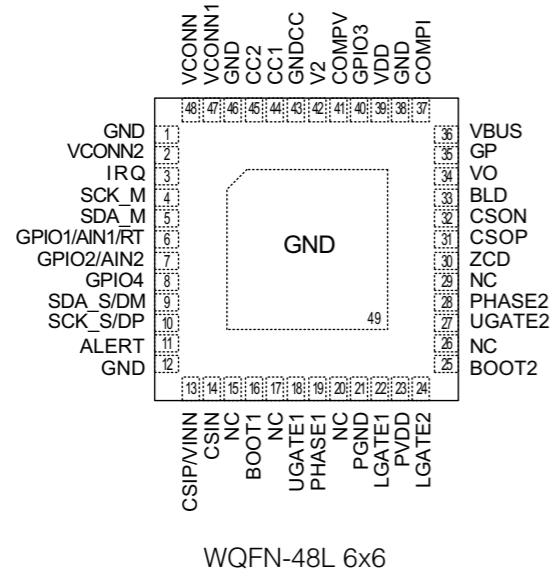 VCONN
VCONN1
GND
CC2
CC1
GNDCC
V2
COMPV
GPIO3
VDD
GND
COMPI
48 47 46 45 44 43 42 41 40 39 38 37
GND 1
VCONN2 2
IRQ 3
SCK_M 4
SDA_M 5
GPIO1/AIN1/RT 6
GPIO2/AIN2 7
GPIO4 8
SDA_S/DM 9
SCK_S/DP 10
ALERT 11
GND 12
GND
49
36 VBUS
35 GP
34 VO
33 BLD
32 CSON
31 CSOP
30 ZCD
29 NC
28 PHASE2
27 UGATE2
26 NC
25 BOOT2
13 14 15 16 17 18 19 20 21 22 23 24
CSIP/VINN
CSIN
NC
BOOT1
NC
UGATE1
PHASE1
NC
PGND
LGATE1
PVDD
LGATE2
WQFN-48L 6x6